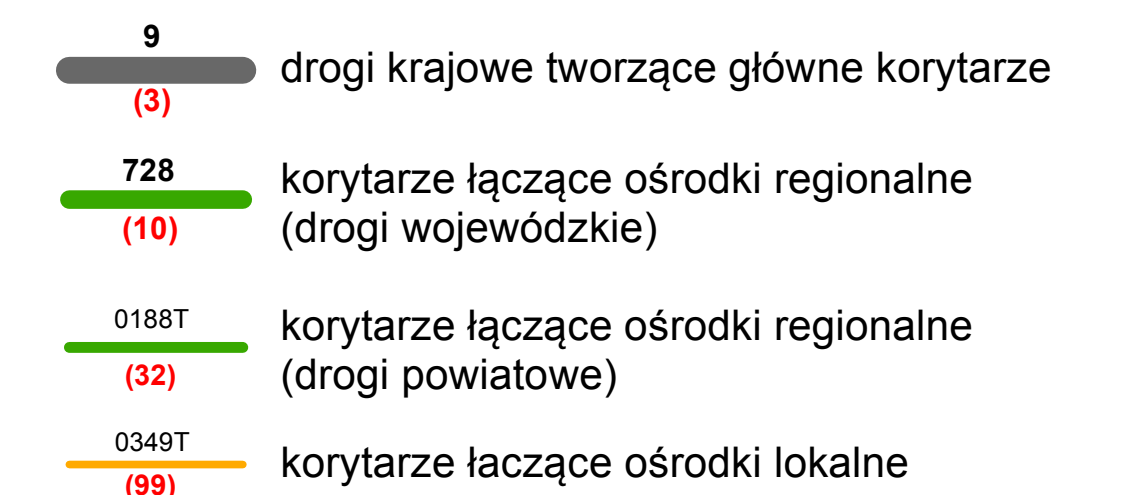 9
(3)
drogi krajowe tworzące główne korytarze
728
(10)
korytarze łączące ośrodki regionalne
(drogi wojewódzkie)
0188T
(32)
korytarze łączące ośrodki regionalne
(drogi powiatowe)
0349T
(99)
korytarze łaczące ośrodki lokalne